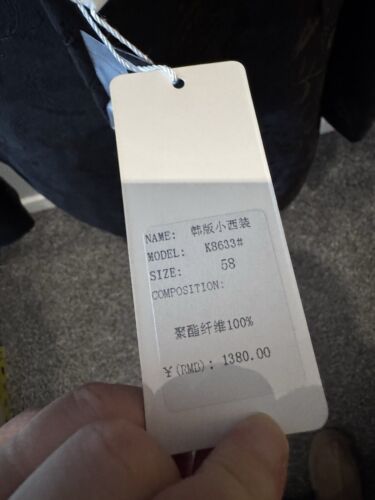 NAME: 韩版小西装
MODEL: K8633#
SIZE: 58
COMPOSITION:
聚酯纤维100%
¥(RMB): 1380.00